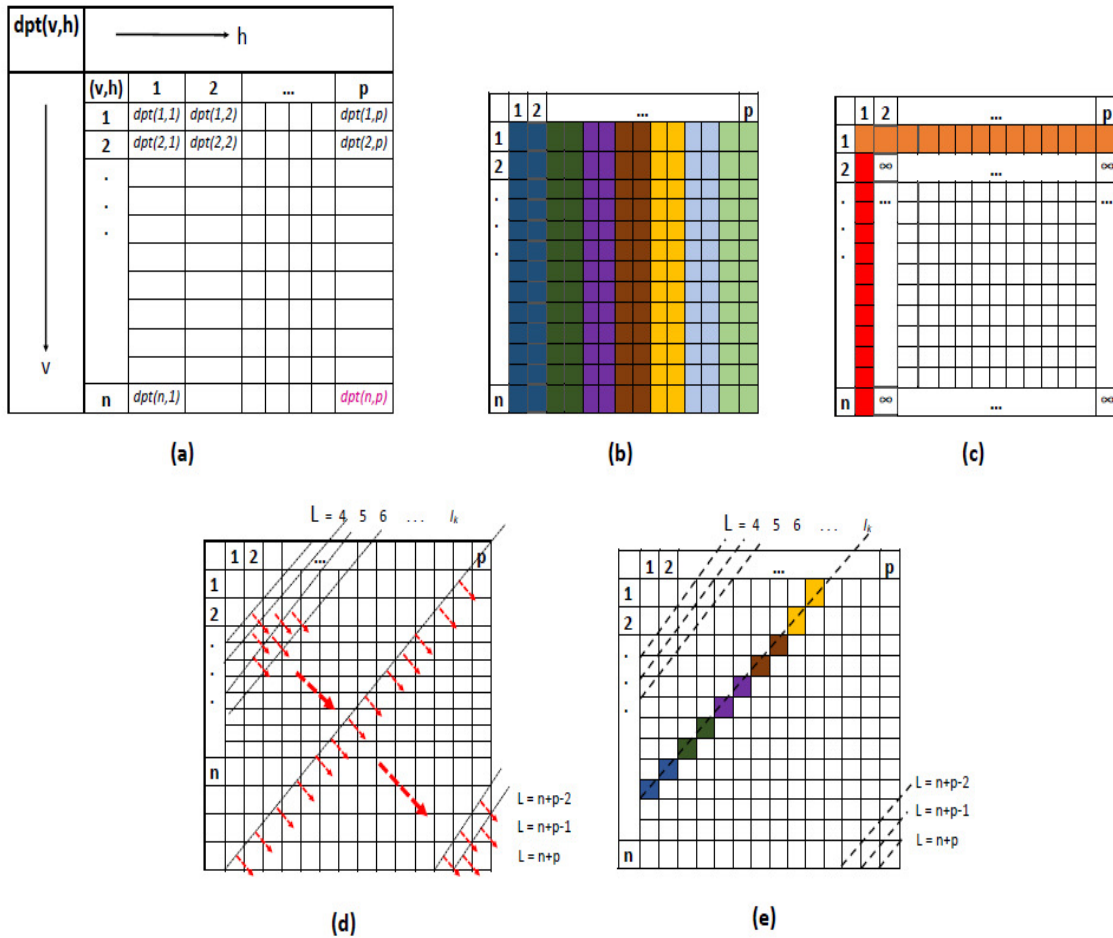 dpt(v,h)
h
(v,h) 1 2 ... p
1 dpt(1,1) dpt(1,2) dpt(1,p)
2 dpt(2,1) dpt(2,2) dpt(2,p)
.
.
.
v
n dpt(n,1) dpt(n,p)
(a)
...
1 2 p
1
2
.
.
.
n
(b)
1 2 ... p
1
2 ∞ ... ∞
. ... ...
.
.
n ∞ ... ∞
(c)
L = 4 5 6 . . . lk
1 2 ... p
1
2
.
.
.
n
L = n+p-2
L = n+p-1
L = n+p
(d)
L = 4 5 6 ... lk
1 2 ... p
1
2
.
.
.
L = n+p-2
L = n+p-1
L = n+p
n
(e)